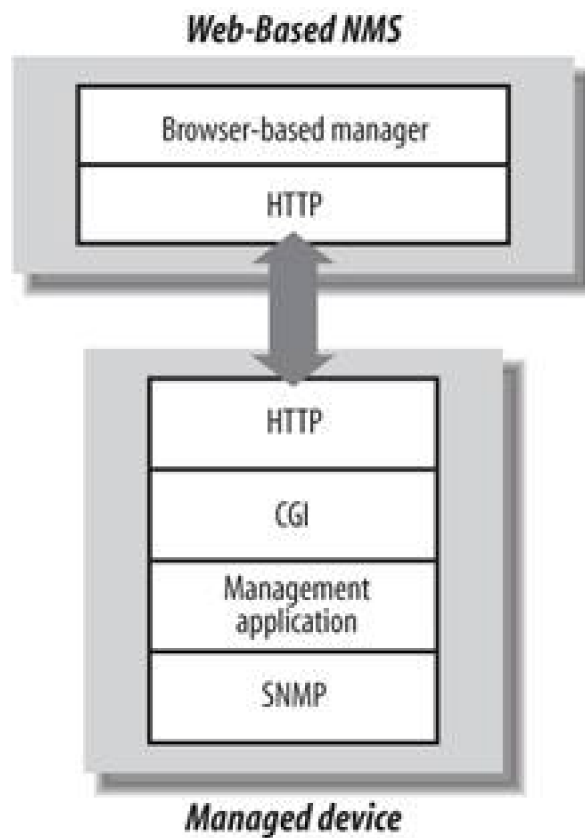 Web-Based NMS
Browser-based manager
HTTP
HTTP
CGI
Management
application
SNMP
Managed device